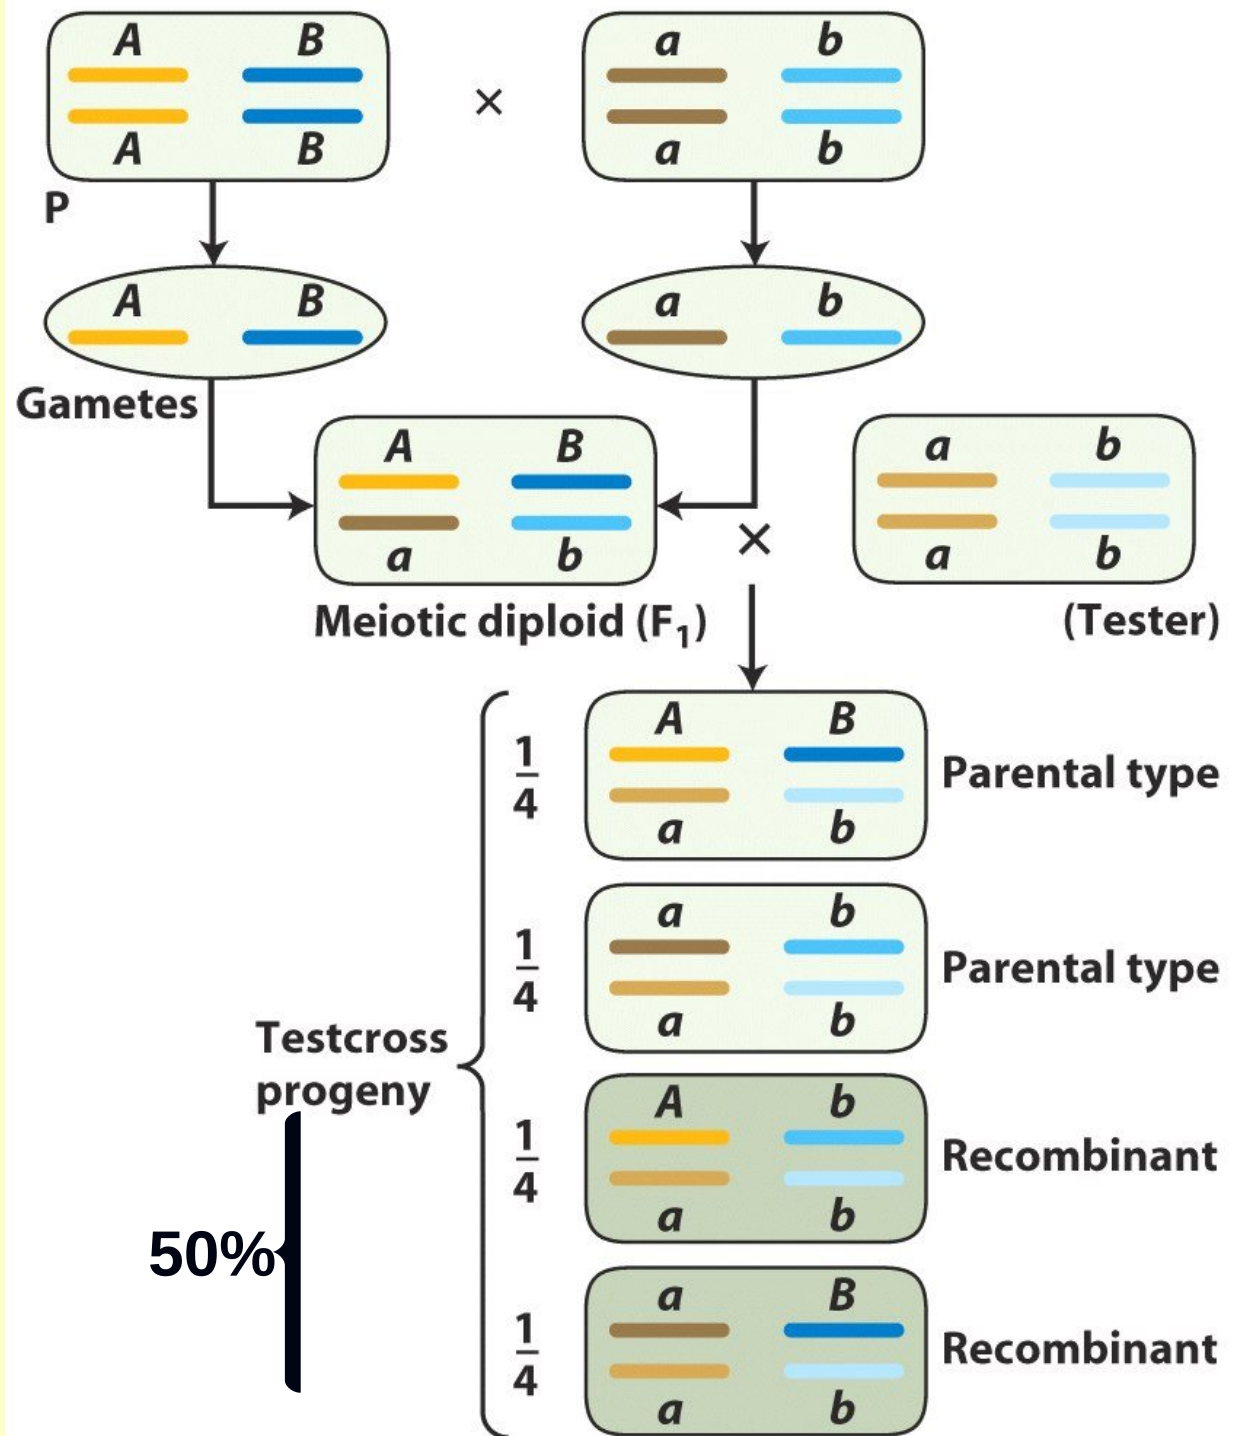 A B
A B
×
a b
a b
P
A B
a b
Gametes
A B
a b
×
a b
a b
Meiotic diploid (F1)
(Tester)
Testcross
progeny
50%
1
4
A B
a b
Parental type
1
4
a b
a b
Parental type
1
4
A b
a b
Recombinant
1
4
a B
a b
Recombinant